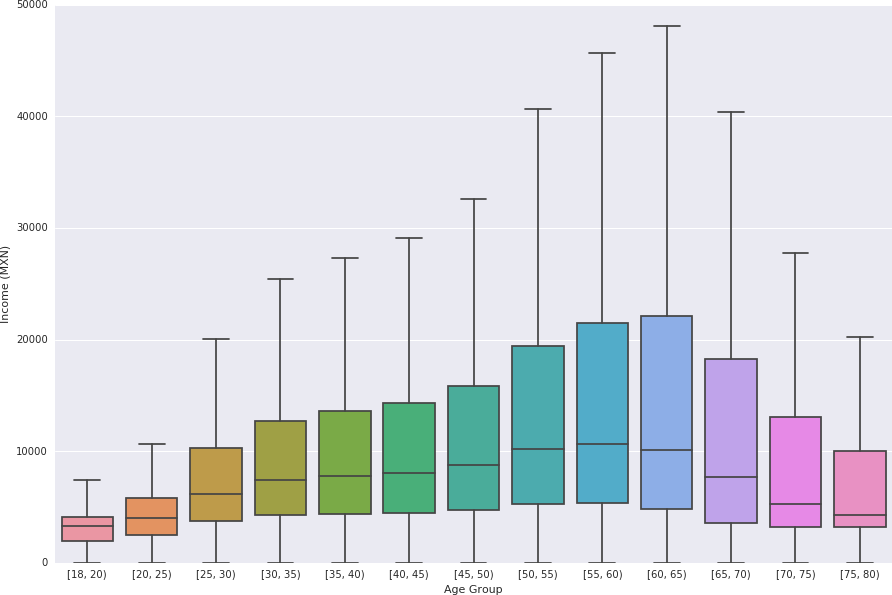 50000
40000
30000
20000
10000
0
Income (MXN)
[18, 20) [20, 25) [25, 30) [30, 35) [35, 40) [40, 45) [45, 50) [50, 55) [55, 60) [60, 65) [65, 70) [70, 75) [75, 80)
Age Group